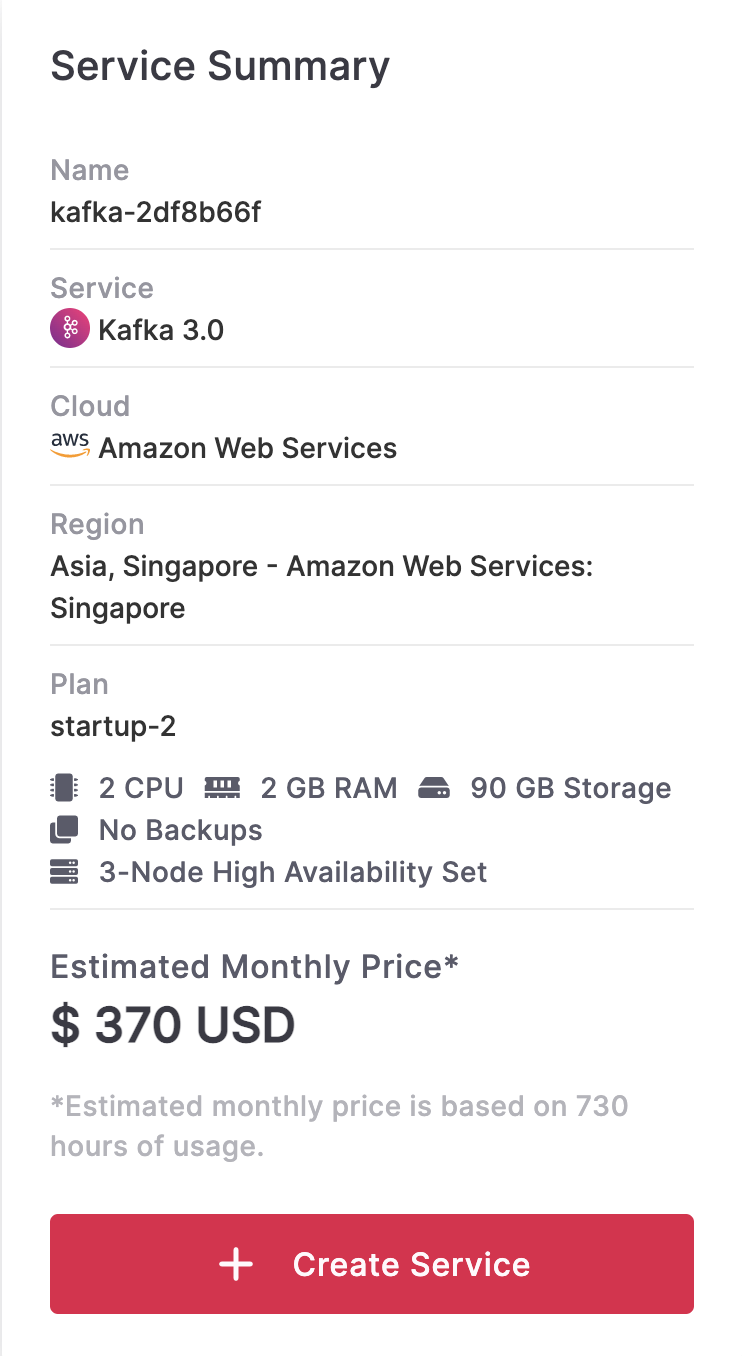 Service Summary
Name
kafka-2df8b66f
Service
Kafka 3.0
Cloud
aws Amazon Web Services
Region
Asia, Singapore - Amazon Web Services:
Singapore
Plan
startup-2
2 CPU 2 GB RAM 90 GB Storage
No Backups
3-Node High Availability Set
Estimated Monthly Price*
$ 370 USD
*Estimated monthly price is based on 730
hours of usage.
+ Create Service